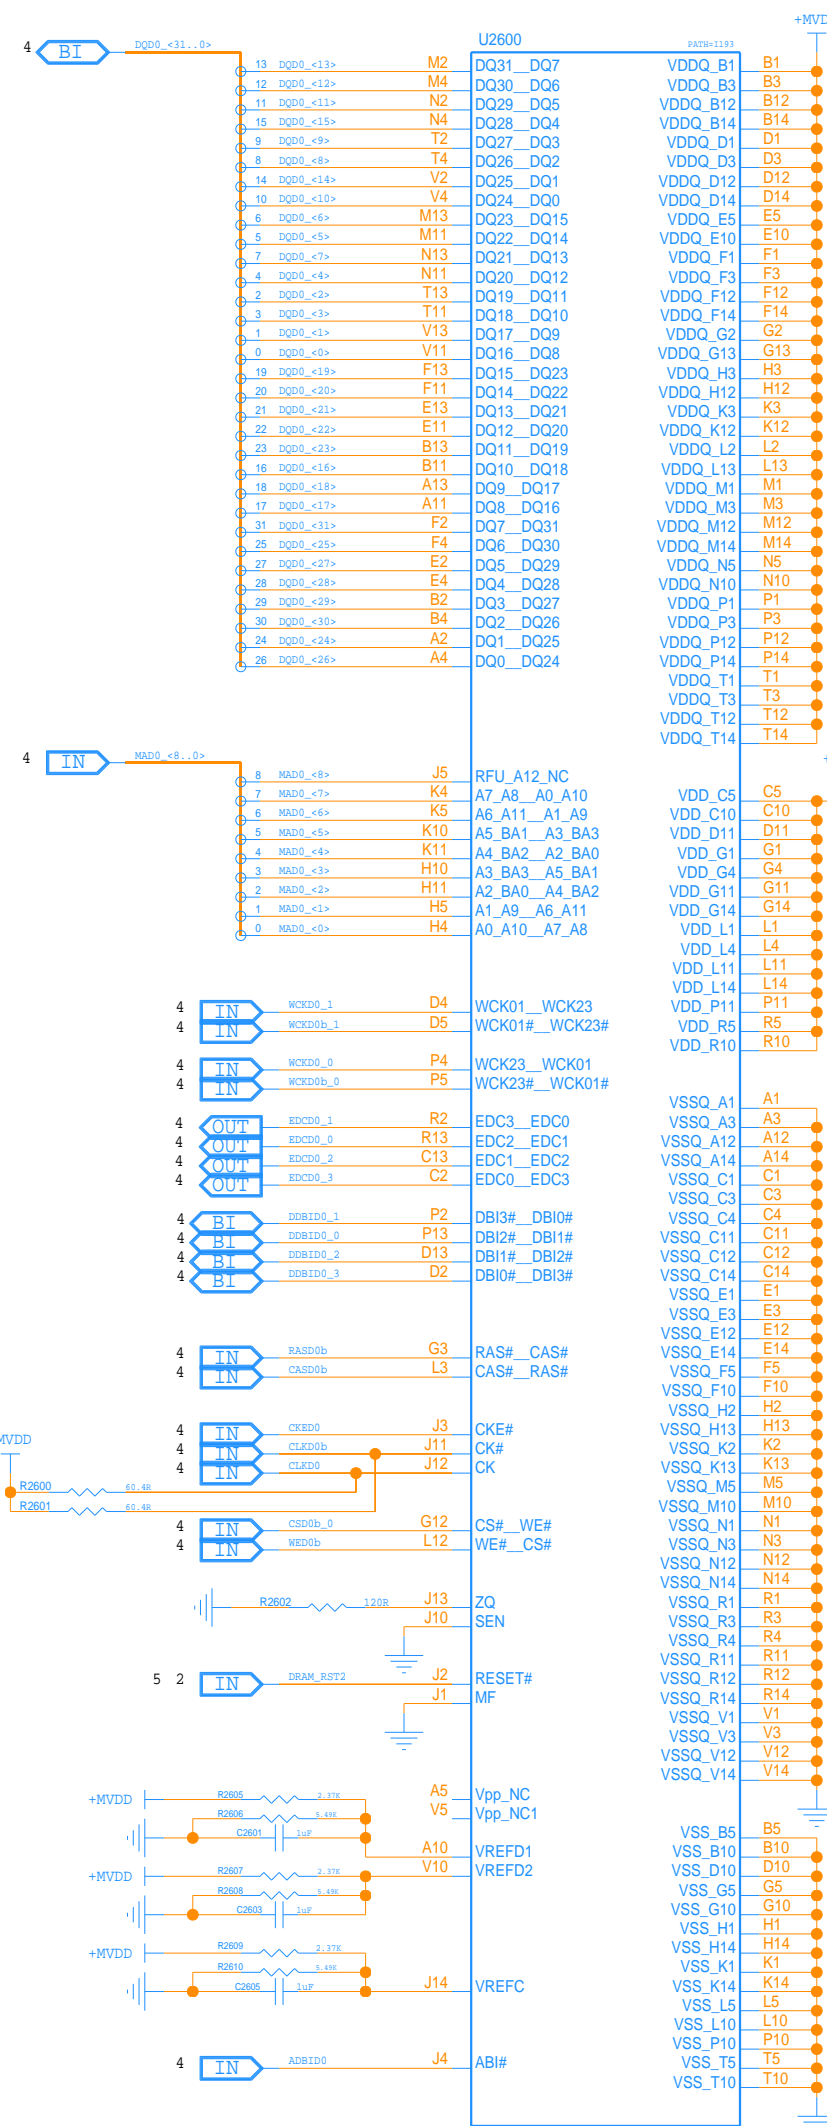 +MVD
U2600 PATH=I193
4 BI DQD0_<31..0>
13 DQD0_<13> M2 DQ31__DQ7 VDDQ_B1 B1
12 DQD0_<12> M4 DQ30__DQ6 VDDQ_B3 B3
11 DQD0_<11> N2 DQ29__DQ5 VDDQ_B12 B12
15 DQD0_<15> N4 DQ28__DQ4 VDDQ_B14 B14
9 DQD0_<9> T2 DQ27__DQ3 VDDQ_D1 D1
8 DQD0_<8> T4 DQ26__DQ2 VDDQ_D3 D3
14 DQD0_<14> V2 DQ25__DQ1 VDDQ_D12 D12
10 DQD0_<10> V4 DQ24__DQ0 VDDQ_D14 D14
6 DQD0_<6> M13 DQ23__DQ15 VDDQ_E5 E5
5 DQD0_<5> M11 DQ22__DQ14 VDDQ_E10 E10
7 DQD0_<7> N13 DQ21__DQ13 VDDQ_F1 F1
4 DQD0_<4> N11 DQ20__DQ12 VDDQ_F3 F3
2 DQD0_<2> T13 DQ19__DQ11 VDDQ_F12 F12
3 DQD0_<3> T11 DQ18__DQ10 VDDQ_F14 F14
1 DQD0_<1> V13 DQ17__DQ9 VDDQ_G2 G2
0 DQD0_<0> V11 DQ16__DQ8 VDDQ_G13 G13
19 DQD0_<19> F13 DQ15__DQ23 VDDQ_H3 H3
20 DQD0_<20> F11 DQ14__DQ22 VDDQ_H12 H12
21 DQD0_<21> E13 DQ13__DQ21 VDDQ_K3 K3
22 DQD0_<22> E11 DQ12__DQ20 VDDQ_K12 K12
23 DQD0_<23> B13 DQ11__DQ19 VDDQ_L2 L2
16 DQD0_<16> B11 DQ10__DQ18 VDDQ_L13 L13
18 DQD0_<18> A13 DQ9__DQ17 VDDQ_M1 M1
17 DQD0_<17> A11 DQ8__DQ16 VDDQ_M3 M3
31 DQD0_<31> F2 DQ7__DQ31 VDDQ_M12 M12
25 DQD0_<25> F4 DQ6__DQ30 VDDQ_M14 M14
27 DQD0_<27> E2 DQ5__DQ29 VDDQ_N5 N5
28 DQD0_<28> E4 DQ4__DQ28 VDDQ_N10 N10
29 DQD0_<29> B2 DQ3__DQ27 VDDQ_P1 P1
30 DQD0_<30> B4 DQ2__DQ26 VDDQ_P3 P3
24 DQD0_<24> A2 DQ1__DQ25 VDDQ_P12 P12
26 DQD0_<26> A4 DQ0__DQ24 VDDQ_P14 P14
VDDQ_T1 T1
VDDQ_T3 T3
VDDQ_T12 T12
VDDQ_T14 T14
4 IN MAD0_<8..0> +
8 MAD0_<8> J5 RFU_A12_NC
7 MAD0_<7> K4 A7_A8__A0_A10 VDD_C5 C5
6 MAD0_<6> K5 A6_A11__A1_A9 VDD_C10 C10
5 MAD0_<5> K10 A5_BA1__A3_BA3 VDD_D11 D11
4 MAD0_<4> K11 A4_BA2__A2_BA0 VDD_G1 G1
3 MAD0_<3> H10 A3_BA3__A5_BA1 VDD_G4 G4
2 MAD0_<2> H11 A2_BA0__A4_BA2 VDD_G11 G11
1 MAD0_<1> H5 A1_A9__A6_A11 VDD_G14 G14
0 MAD0_<0> H4 A0_A10__A7_A8 VDD_L1 L1
VDD_L4 L4
VDD_L11 L11
VDD_L14 L14
4 IN WCKD0_1 D4 WCK01__WCK23 VDD_P11 P11
4 IN WCKD0b_1 D5 WCK01#__WCK23# VDD_R5 R5
VDD_R10 R10
4 IN WCKD0_0 P4 WCK23__WCK01
4 IN WCKD0b_0 P5 WCK23#__WCK01#
VSSQ_A1 A1
4 OUT EDCD0_1 R2 EDC3__EDC0 VSSQ_A3 A3
4 OUT EDCD0_0 R13 EDC2__EDC1 VSSQ_A12 A12
4 OUT EDCD0_2 C13 EDC1__EDC2 VSSQ_A14 A14
4 OUT EDCD0_3 C2 EDC0__EDC3 VSSQ_C1 C1
VSSQ_C3 C3
4 BI DDBID0_1 P2 DBI3#__DBI0# VSSQ_C4 C4
4 BI DDBID0_0 P13 DBI2#__DBI1# VSSQ_C11 C11
4 BI DDBID0_2 D13 DBI1#__DBI2# VSSQ_C12 C12
4 BI DDBID0_3 D2 DBI0#__DBI3# VSSQ_C14 C14
VSSQ_E1 E1
VSSQ_E3 E3
VSSQ_E12 E12
4 IN RASD0b G3 RAS#__CAS# VSSQ_E14 E14
4 IN CASD0b L3 CAS#__RAS# VSSQ_F5 F5
VSSQ_F10 F10
VSSQ_H2 H2
4 IN CKED0 J3 CKE# VSSQ_H13 H13
MVDD 4 IN CLKD0b J11 CK# VSSQ_K2 K2
4 IN CLKD0 J12 CK VSSQ_K13 K13
R2600 60.4R VSSQ_M5 M5
R2601 60.4R VSSQ_M10 M10
4 IN CSD0b_0 G12 CS#__WE# VSSQ_N1 N1
4 IN WED0b L12 WE#__CS# VSSQ_N3 N3
VSSQ_N12 N12
VSSQ_N14 N14
R2602 120R J13 ZQ VSSQ_R1 R1
J10 SEN VSSQ_R3 R3
VSSQ_R4 R4
VSSQ_R11 R11
5 2 IN DRAM_RST2 J2 RESET# VSSQ_R12 R12
J1 MF VSSQ_R14 R14
VSSQ_V1 V1
VSSQ_V3 V3
VSSQ_V12 V12
VSSQ_V14 V14
+MVDD R2605 2.37K A5 Vpp_NC
R2606 5.49K V5 Vpp_NC1
C2601 1uF VSS_B5 B5
A10 VREFD1 VSS_B10 B10
+MVDD R2607 2.37K V10 VREFD2 VSS_D10 D10
R2608 5.49K VSS_G5 G5
C2603 1uF VSS_G10 G10
VSS_H1 H1
+MVDD R2609 2.37K VSS_H14 H14
R2610 5.49K VSS_K1 K1
C2605 1uF J14 VREFC VSS_K14 K14
VSS_L5 L5
VSS_L10 L10
VSS_P10 P10
4 IN ADBID0 J4 ABI# VSS_T5 T5
VSS_T10 T10